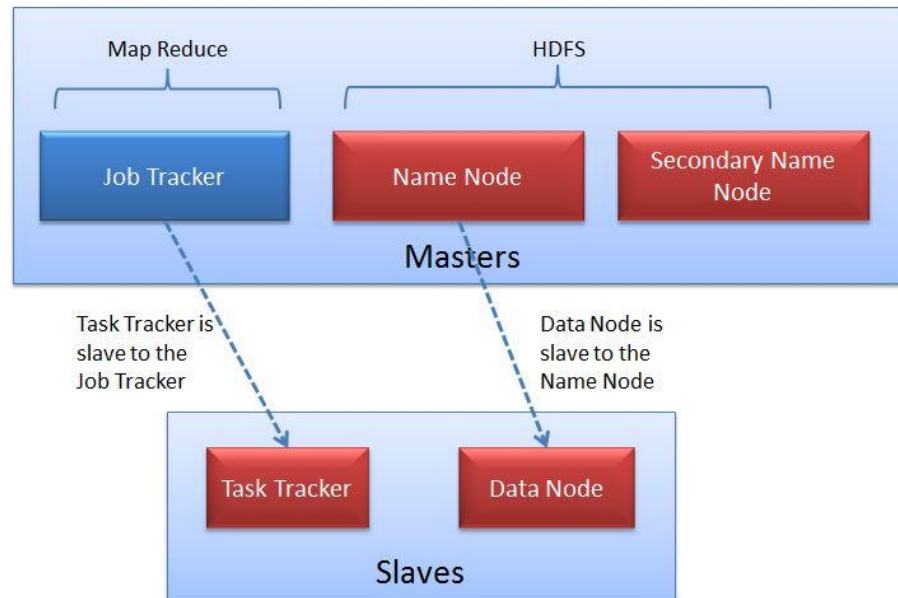 Map Reduce
HDFS
Job Tracker
Name Node
Secondary Name
Node
Masters
Task Tracker is
slave to the
Job Tracker
Data Node is
slave to the
Name Node
Task Tracker
Data Node
Slaves